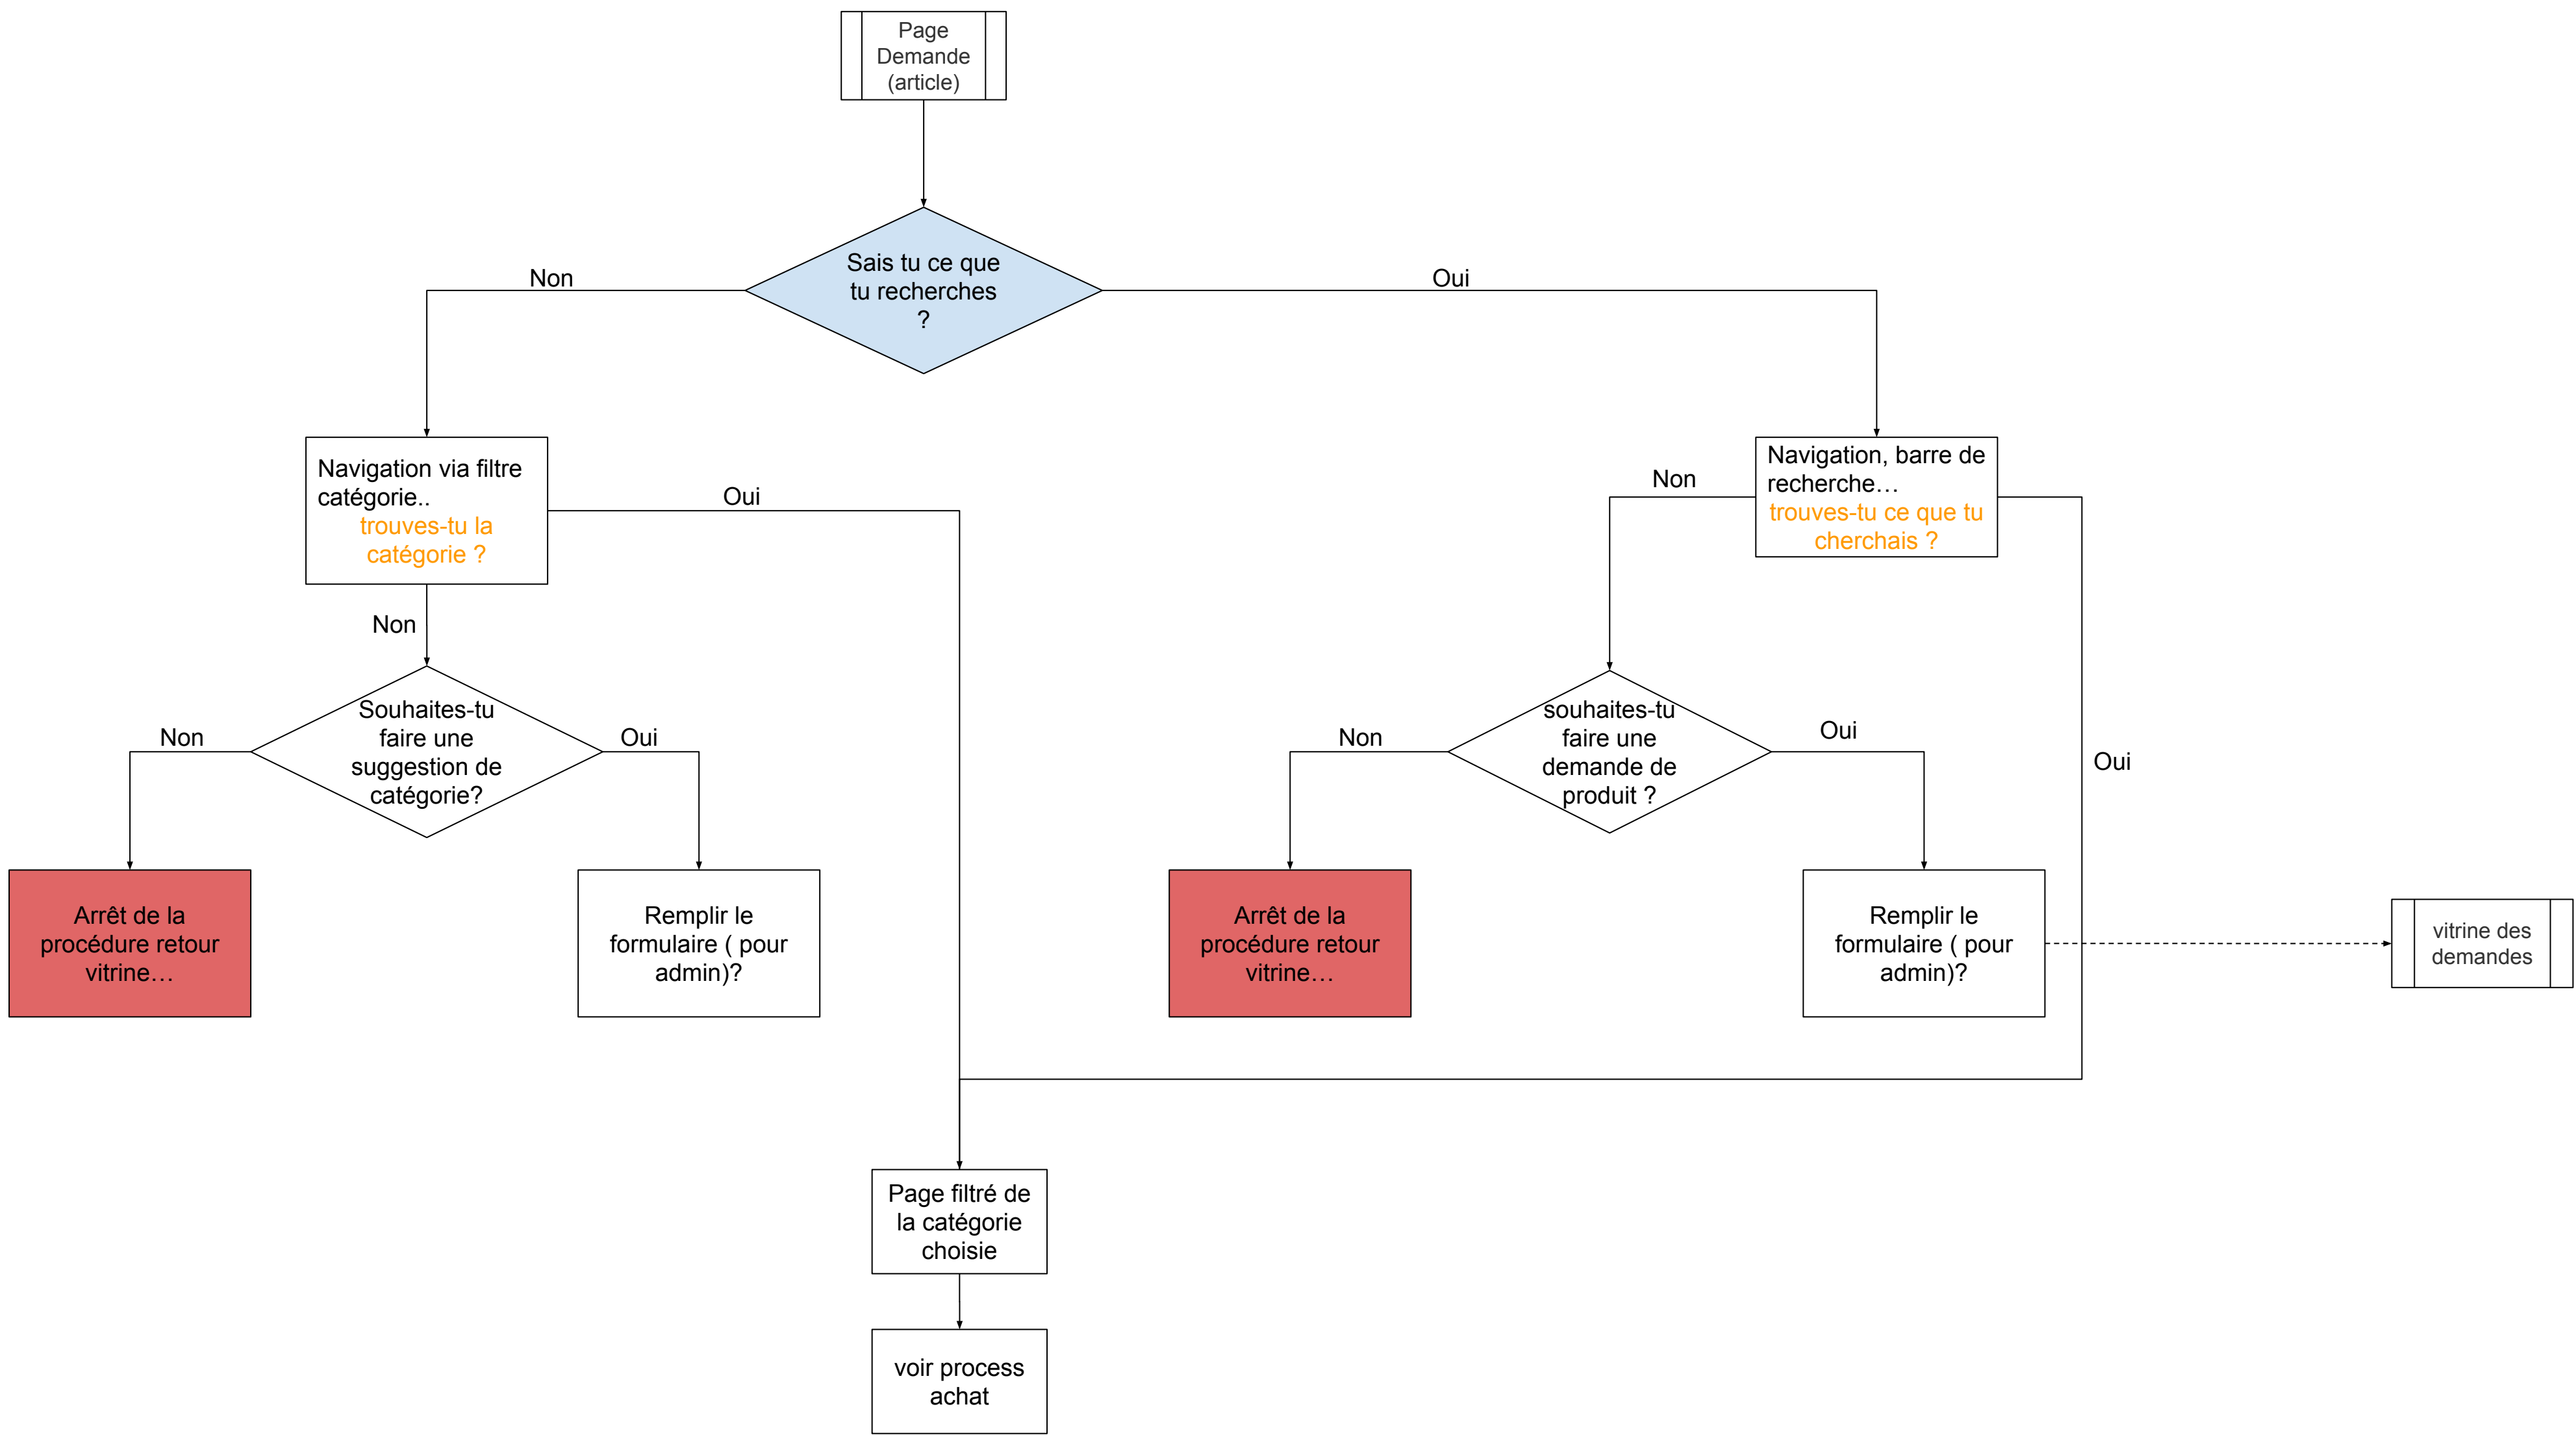 Page
Demande
(article)
Sais tu ce que
tu recherches
?
Non
Oui
Navigation via filtre
catégorie..
trouves-tu la
catégorie ?
Oui
Non
Navigation, barre de
recherche…
trouves-tu ce que tu
cherchais ?
Non
Souhaites-tu
faire une
suggestion de
catégorie?
Non
Oui
souhaites-tu
faire une
demande de
produit ?
Non
Oui
Oui
Arrêt de la
procédure retour
vitrine…
Remplir le
formulaire ( pour
admin)?
Arrêt de la
procédure retour
vitrine…
Remplir le
formulaire ( pour
admin)?
vitrine des
demandes
Page filtré de
la catégorie
choisie
voir process
achat